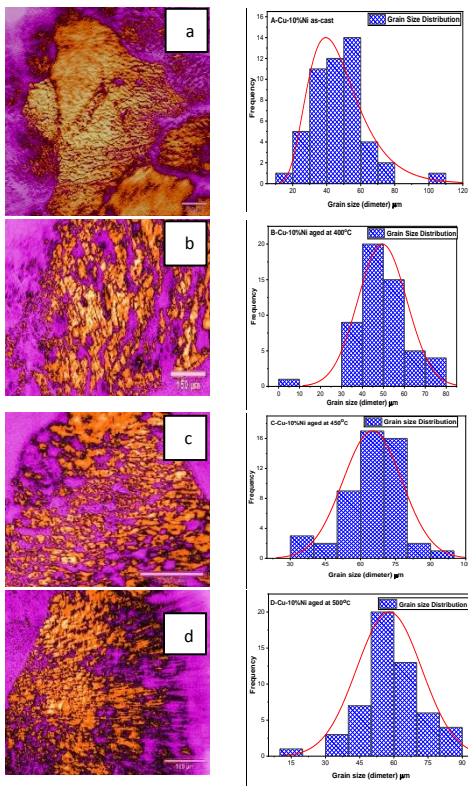 a
A-Cu-10%Ni as-cast
Grain Size Distribution
Frequency
16
14
12
10
8
6
4
2
0
20 40 60 80 100 120
Grain size (dimeter) µm
b
150 µm
B-Cu-10%Ni aged at 400°C
Grain Size Distribution
Frequency
20
15
10
5
0
0 10 20 30 40 50 60 70 80
Grain size (dimeter) µm
c
C-Cu-10%Ni aged at 450°C
Grain size Distribution
Frequency
16
12
8
4
0
30 45 60 75 90 100
Grain size (dimeter) µm
d
D-Cu-10%Ni aged at 500°C
Grain size Distribution
Frequency
20
15
10
5
0
15 30 45 60 75 90
Grain size (dimeter) µm